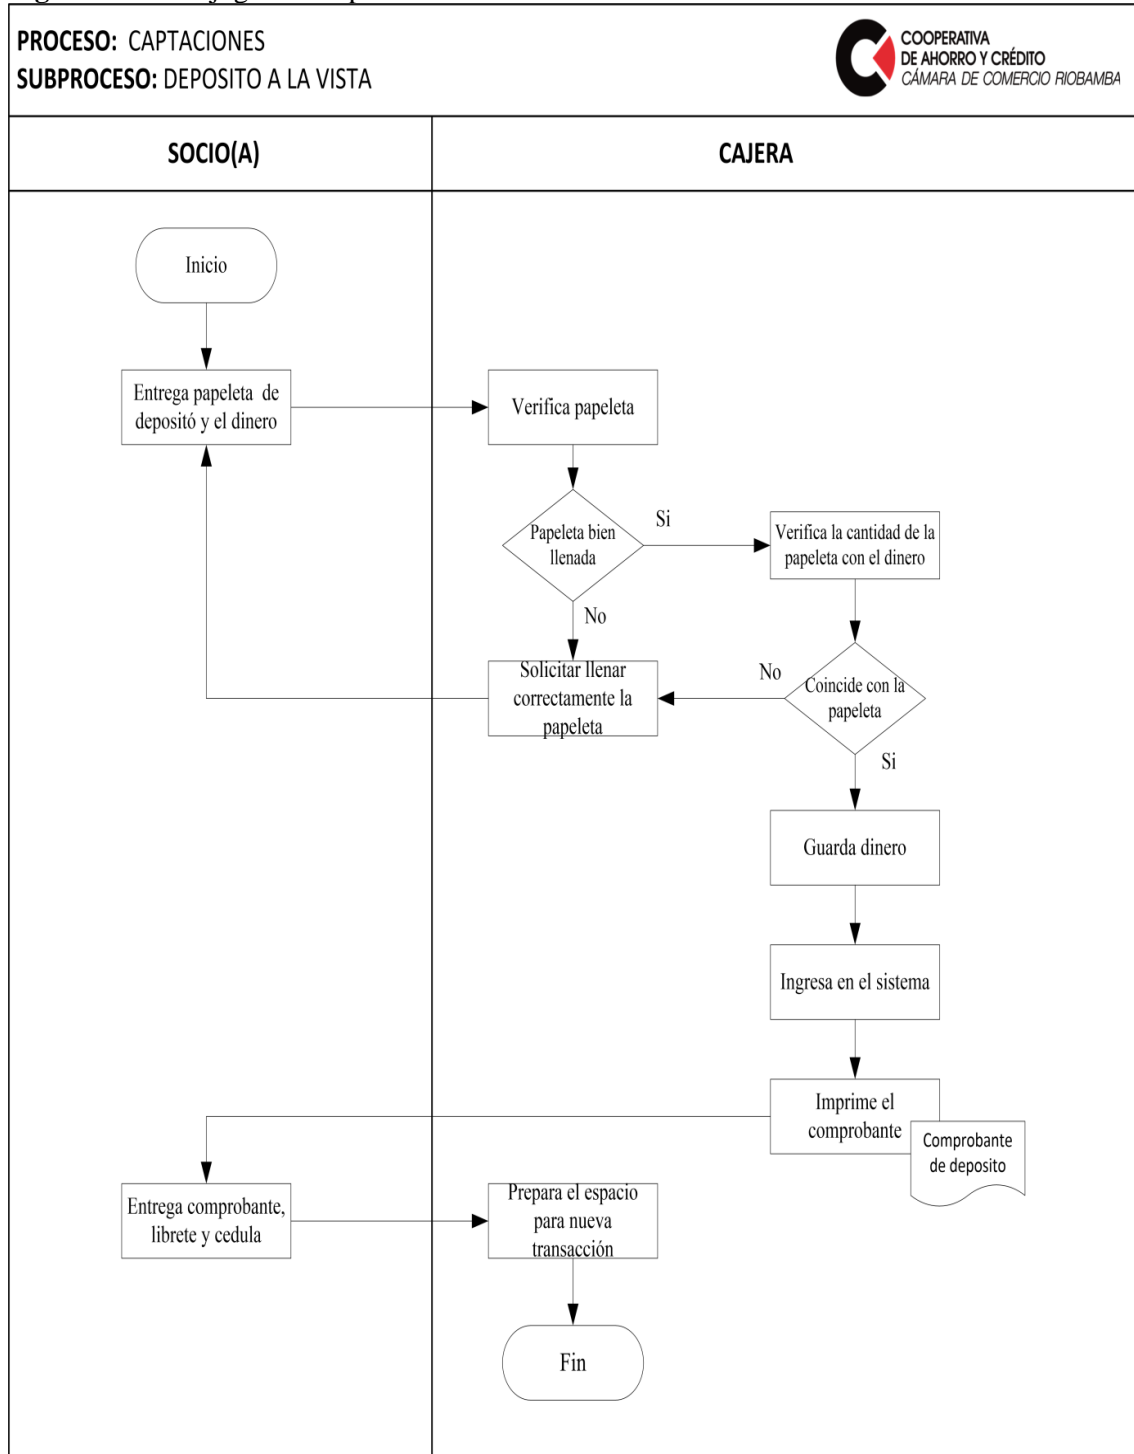 PROCESO: CAPTACIONES
SUBPROCESO: DEPOSITO A LA VISTA
COOPERATIVA
DE AHORRO Y CRÉDITO
CÁMARA DE COMERCIO RIOBAMBA
SOCIO(A)
CAJERA
Inicio
Entrega papeleta de
depositó y el dinero
Verifica papeleta
Papeleta bien
llenada
Si
Verifica la cantidad de la
papeleta con el dinero
No
Solicitar llenar
correctamente la
papeleta
No
Coincide con la
papeleta
Si
Guarda dinero
Ingresa en el sistema
Imprime el
comprobante
Comprobante
de deposito
Entrega comprobante,
librete y cedula
Prepara el espacio
para nueva
transacción
Fin